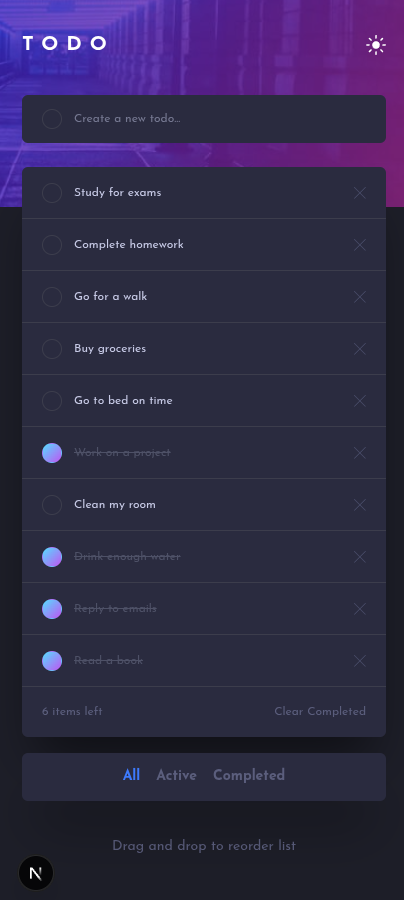 TODO
Create a new todo...
Study for exams
Complete homework
Go for a walk
Buy groceries
Go to bed on time
Work on a project
Clean my room
Drink enough water
Reply to emails
Read a book
6 items left Clear Completed
All Active Completed
Drag and drop to reorder list
N